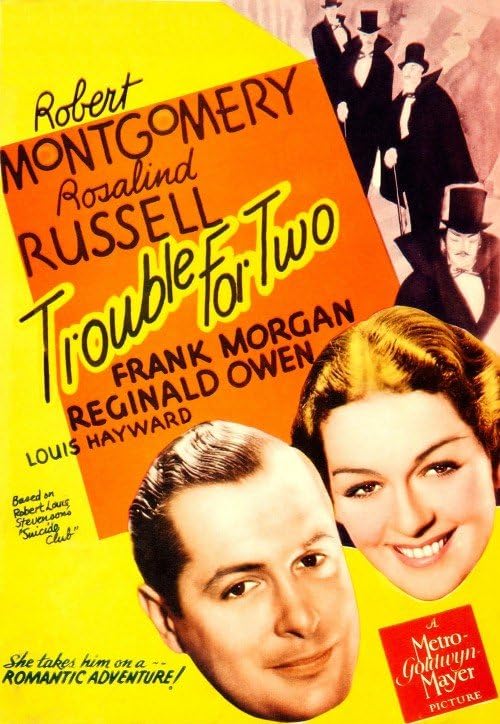 Robert
MONTGOMERY
Rosalind
RUSSELL
Trouble For Two
FRANK MORGAN
REGINALD OWEN
LOUIS HAYWARD
Based on
Robert Louis
Stevenson's
"Suicide
Club"
She takes him on a --
ROMANTIC ADVENTURE!
A
Metro-
Goldwyn-
Mayer
PICTURE